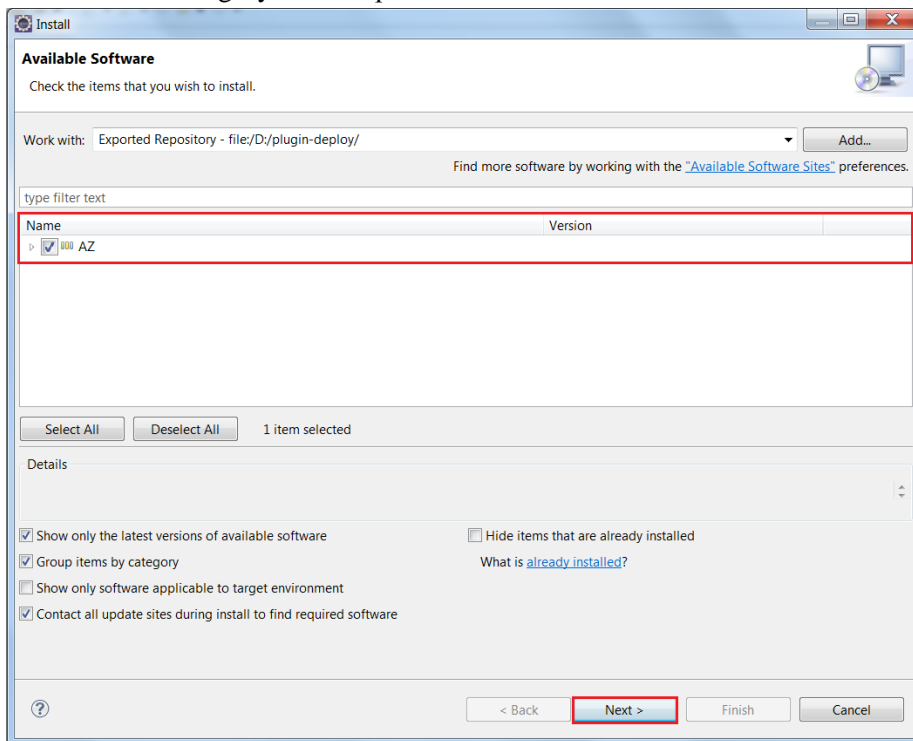 Install
Available Software
Check the items that you wish to install.
Work with: Exported Repository - file:/D:/plugin-deploy/ Add...
Find more software by working with the "Available Software Sites" preferences.
type filter text
Name Version
AZ
Select All Deselect All 1 item selected
Details
Show only the latest versions of available software Hide items that are already installed
Group items by category What is already installed?
Show only software applicable to target environment
Contact all update sites during install to find required software
< Back Next > Finish Cancel